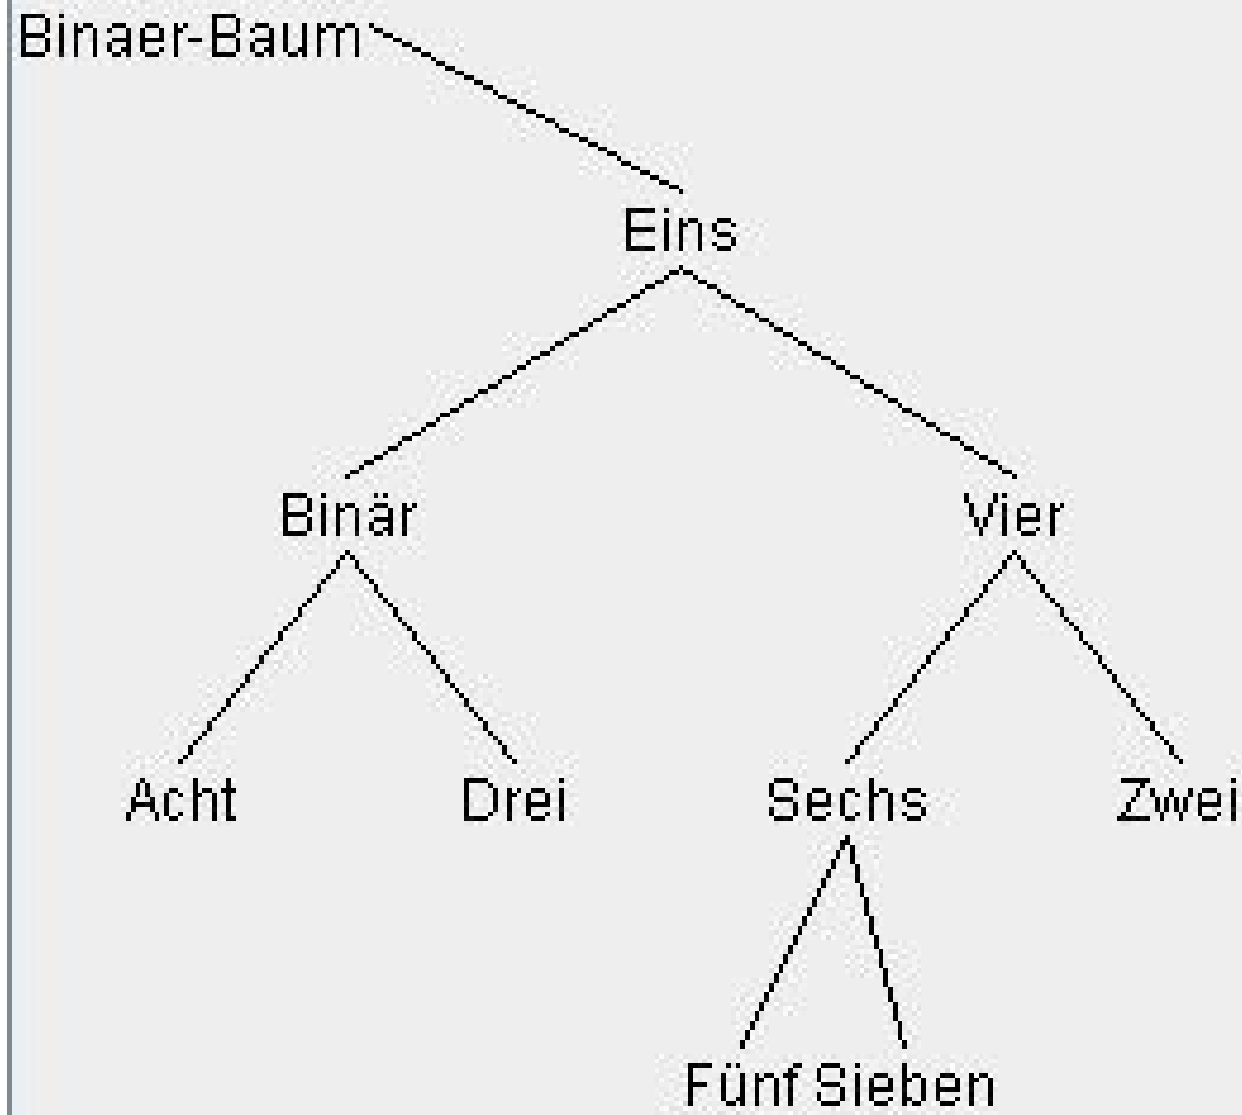 Binaer-Baum
Eins
Binär Vier
Acht Drei Sechs Zwei
Fünf Sieben